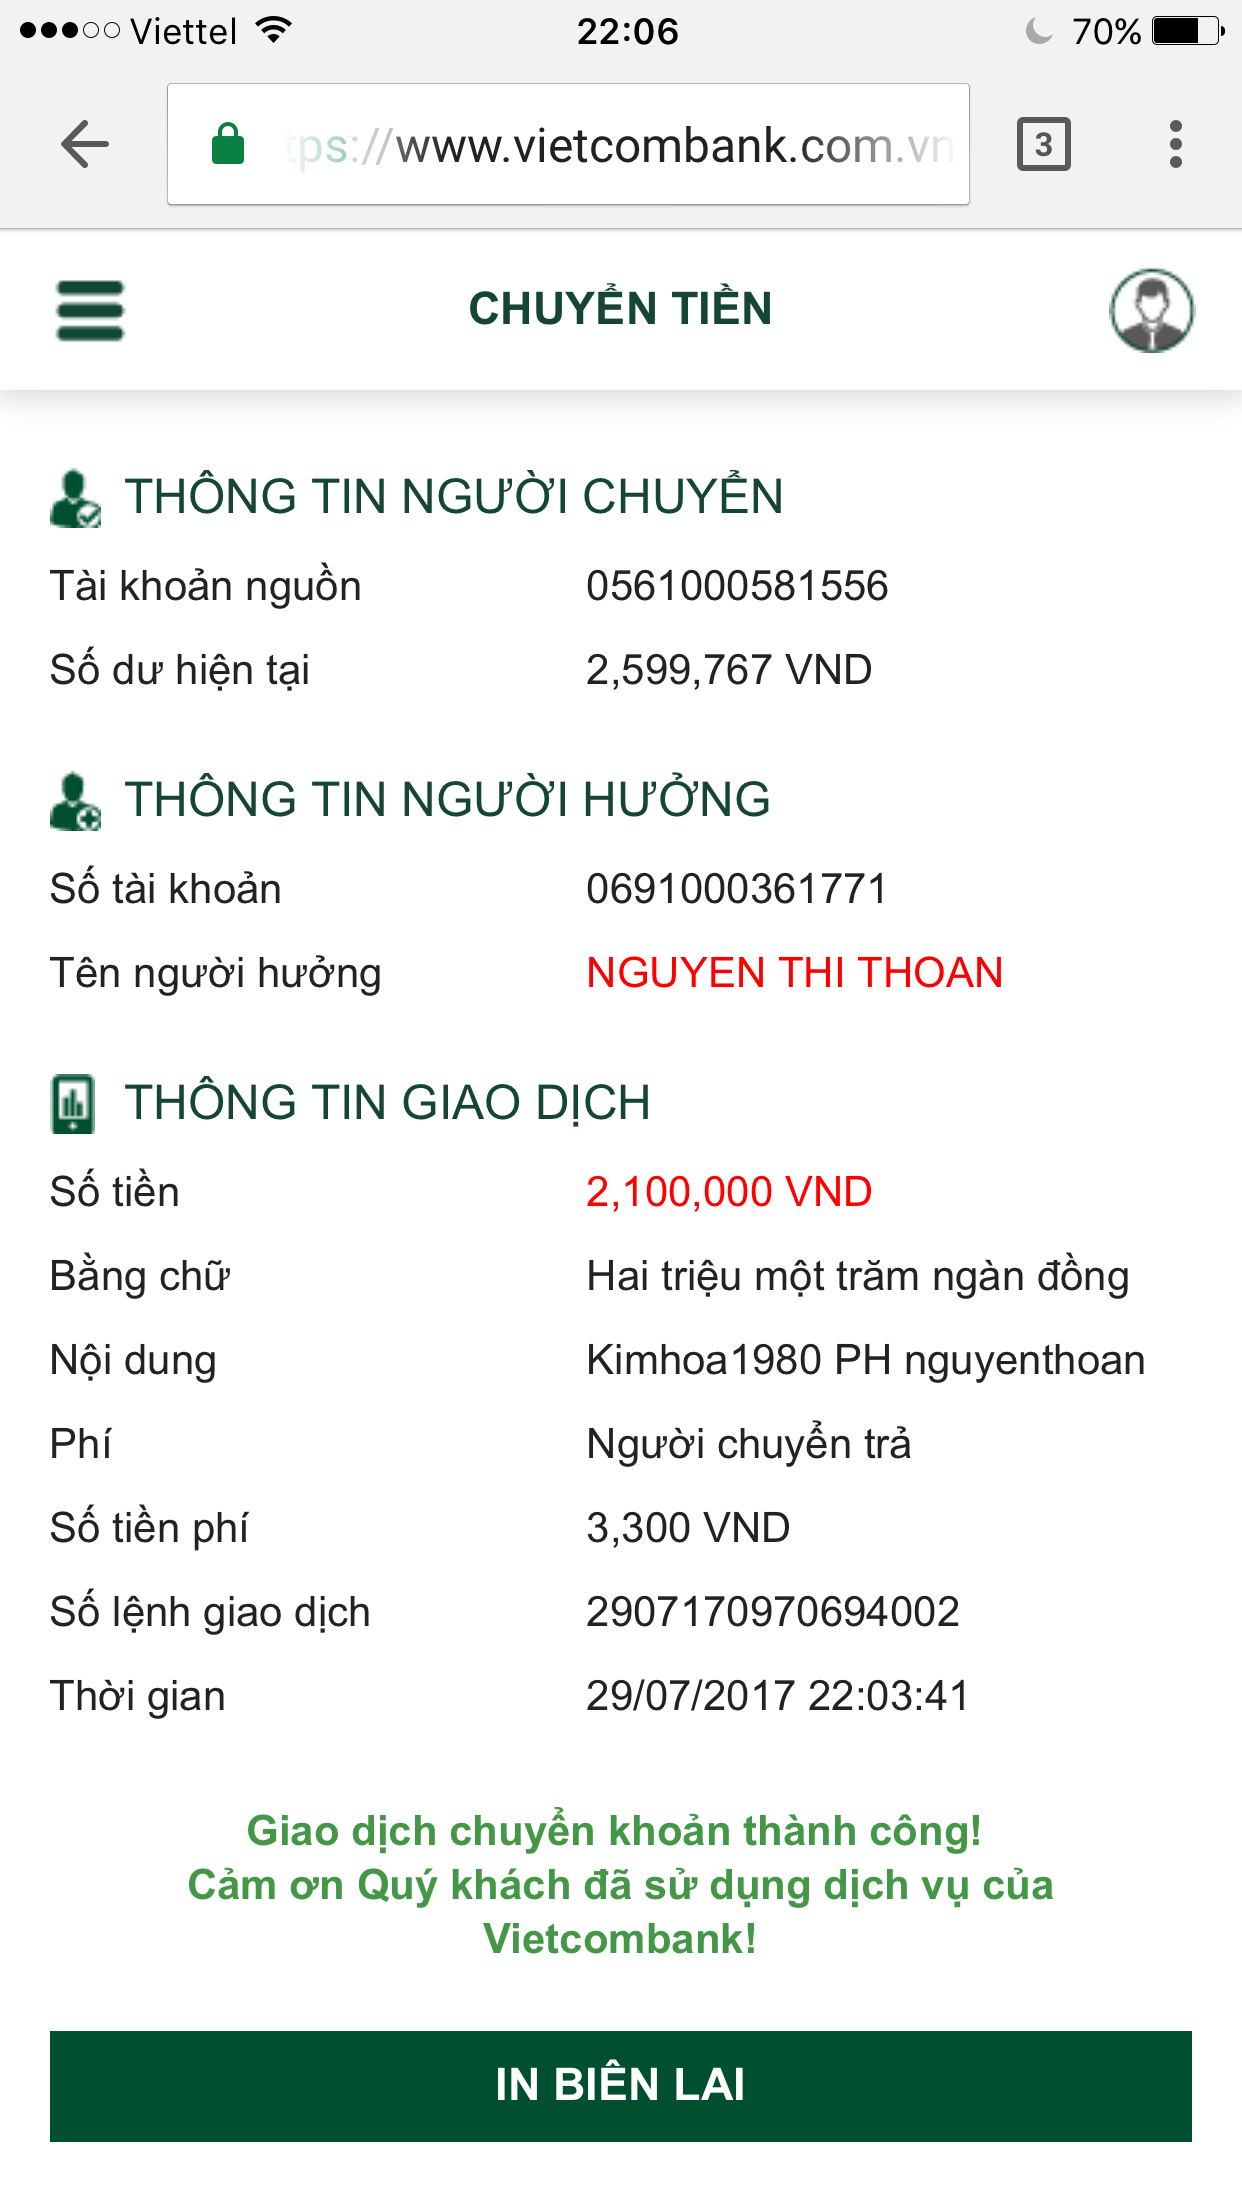 Viettel 22:06 70%
tps://www.vietcombank.com.vn 3
CHUYỂN TIỀN
THÔNG TIN NGƯỜI CHUYỂN
Tài khoản nguồn 0561000581556
Số dư hiện tại 2,599,767 VND
THÔNG TIN NGƯỜI HƯỞNG
Số tài khoản 0691000361771
Tên người hưởng NGUYEN THI THOAN
THÔNG TIN GIAO DỊCH
Số tiền 2,100,000 VND
Bằng chữ Hai triệu một trăm ngàn đồng
Nội dung Kimhoa1980 PH nguyenthoan
Phí Người chuyển trả
Số tiền phí 3,300 VND
Số lệnh giao dịch 2907170970694002
Thời gian 29/07/2017 22:03:41
Giao dịch chuyển khoản thành công!
Cảm ơn Quý khách đã sử dụng dịch vụ của
Vietcombank!
IN BIÊN LAI